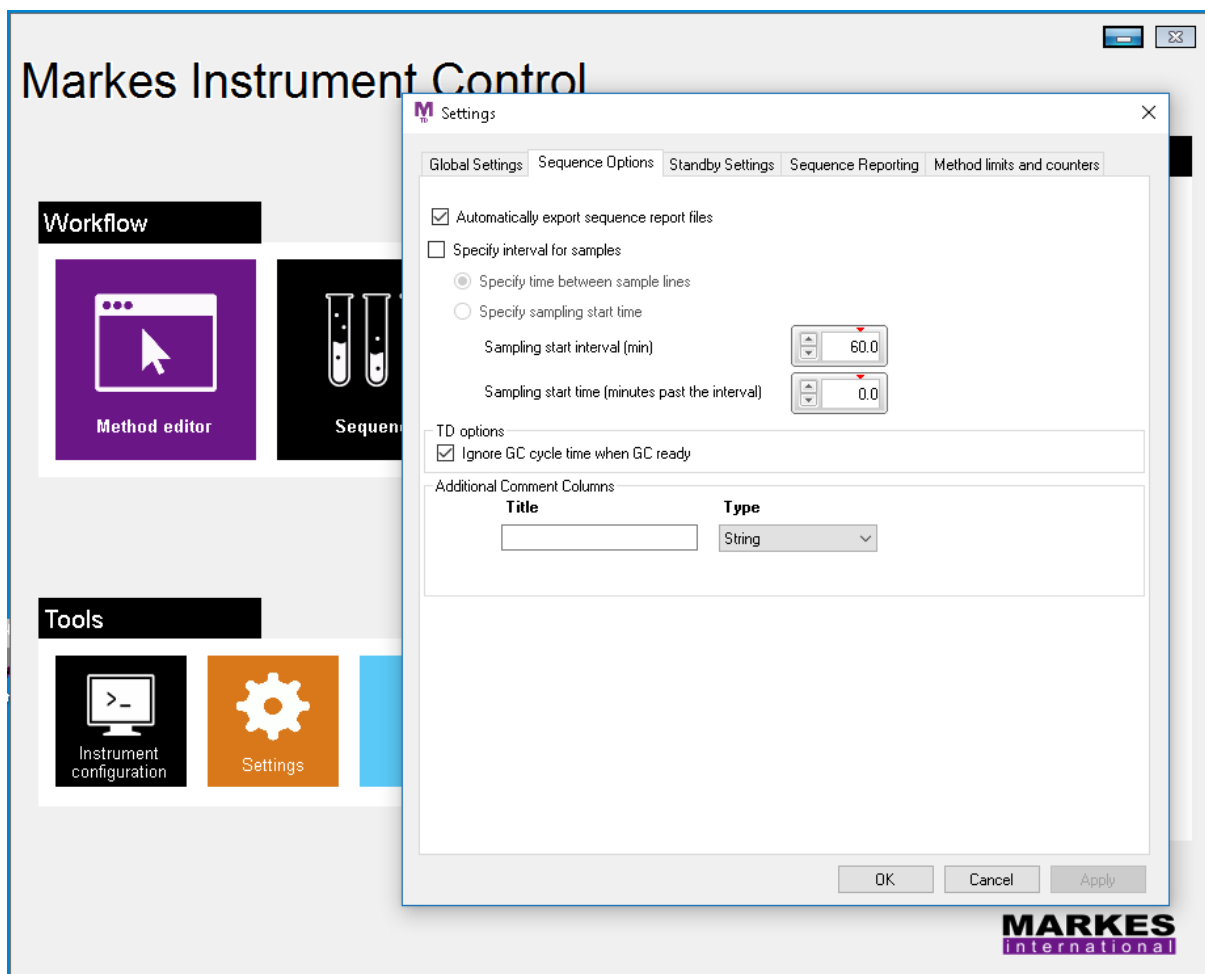 Markes Instrument Control
M
TD
Settings
Global Settings Sequence Options Standby Settings Sequence Reporting Method limits and counters
Automatically export sequence report files
Specify interval for samples
Specify time between sample lines
Specify sampling start time
Sampling start interval (min) 60.0
Sampling start time (minutes past the interval) 0.0
TD options
Ignore GC cycle time when GC ready
Additional Comment Columns
Title Type
String
OK Cancel Apply
Workflow
Method editor
Sequen
Tools
>_
Instrument
configuration
Settings
MARKES
international